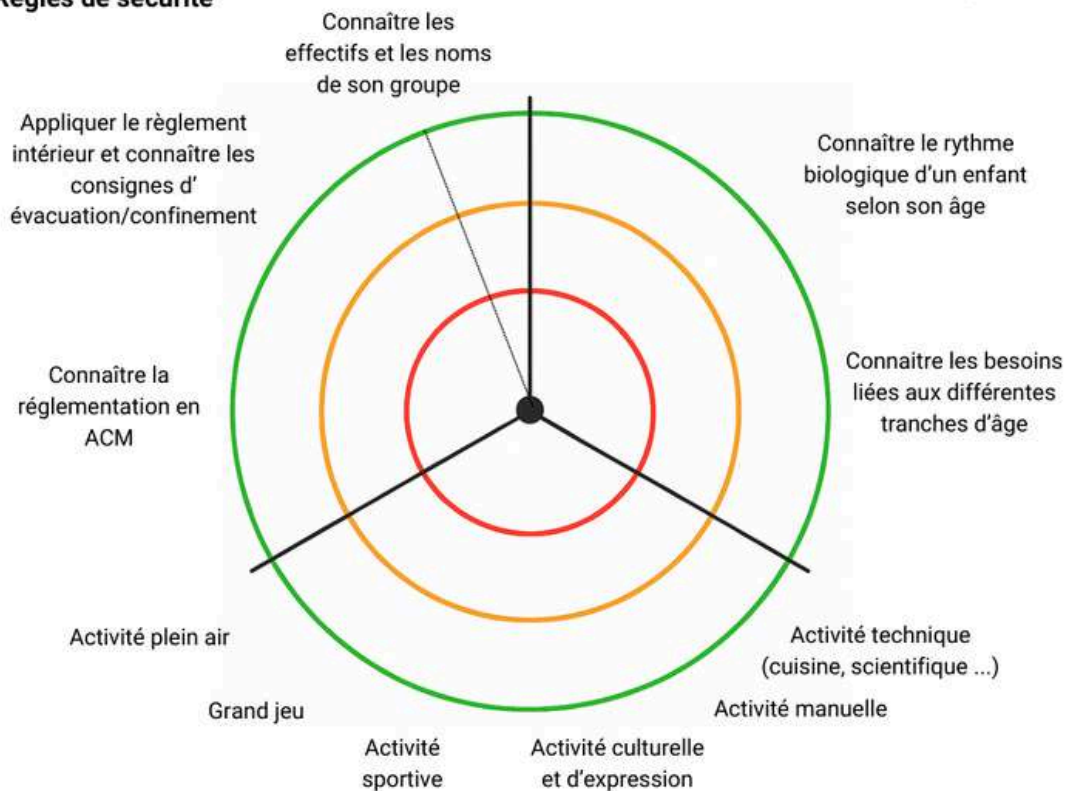 Règles de sécurité
Connaître les
effectifs et les noms
de son groupe
Appliquer le règlement
intérieur et connaître les
consignes d’
évacuation/confinement
Connaître le rythme
biologique d’un enfant
selon son âge
Connaître la
réglementation en
ACM
Connaitre les besoins
liées aux différentes
tranches d’âge
Activité plein air
Activité technique
(cuisine, scientifique ...)
Grand jeu
Activité manuelle
Activité
sportive
Activité culturelle
et d’expression